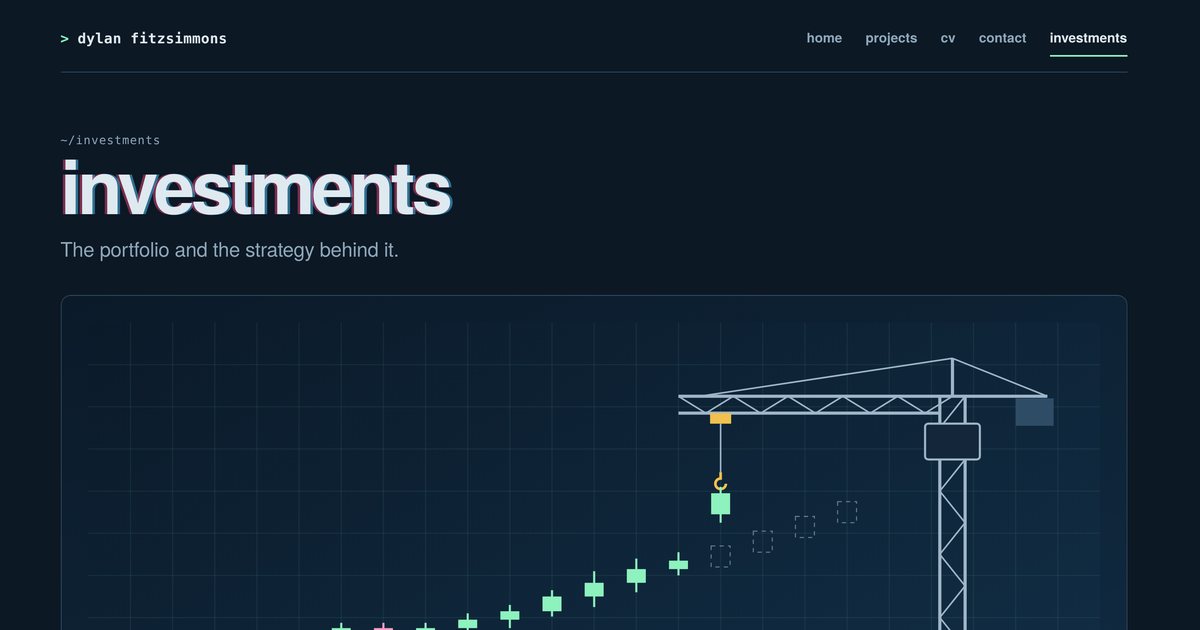 > dylan fitzsimmons
home projects cv contact investments
~/investments
investments
The portfolio and the strategy behind it.